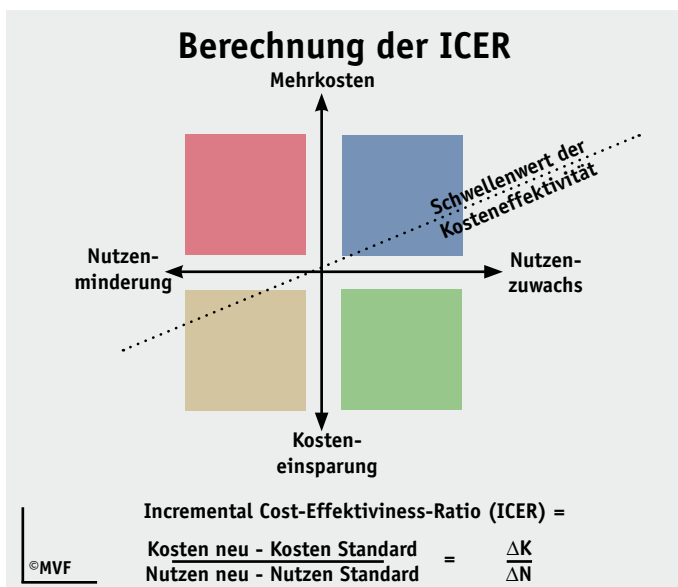 Berechnung der ICER
Mehrkosten
Schwellenwert der
Kosteneffektivität
Nutzen-
minderung
Nutzen-
zuwachs
Kosten-
einsparung
Incremental Cost-Effektiviness-Ratio (ICER) =
Kosten neu - Kosten Standard
Nutzen neu - Nutzen Standard
=
ΔK
ΔN
©MVF